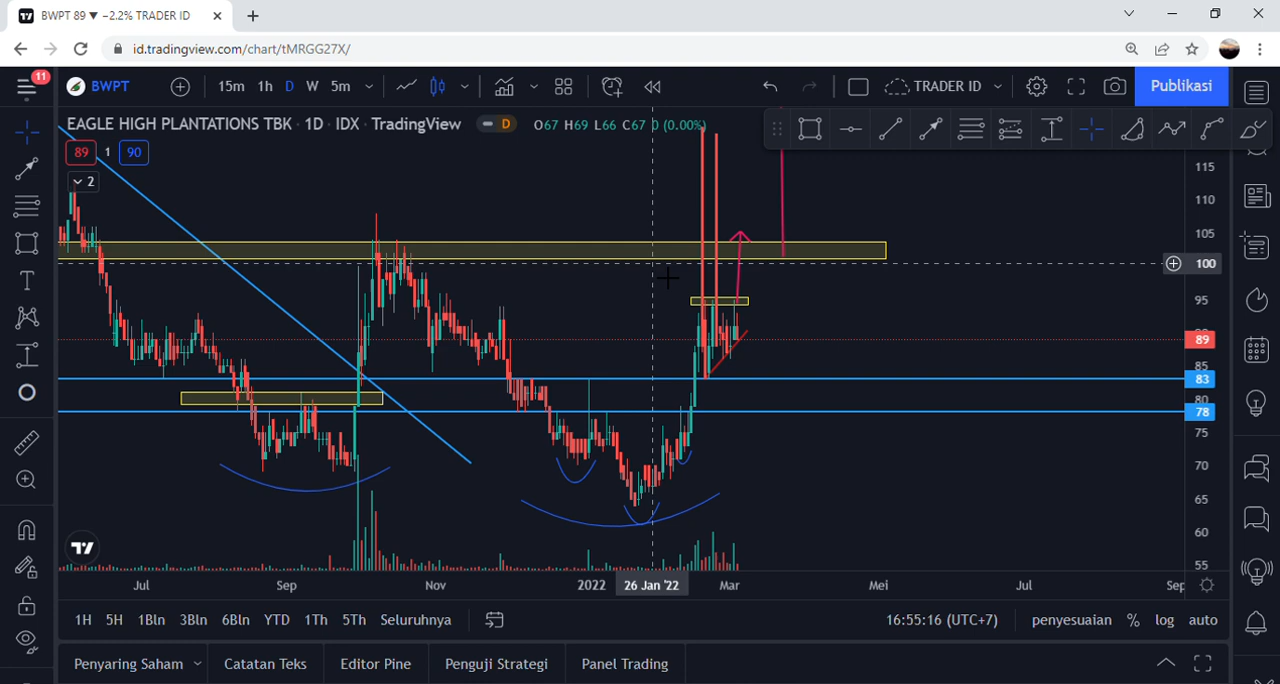 BWPT 89 ▼ −2.2% TRADER ID
id.tradingview.com/chart/tMRGG27X/
11
BWPT
15m 1h D W 5m
TRADER ID
Publikasi
EAGLE HIGH PLANTATIONS TBK · 1D · IDX · TradingView
D
O67 H69 L66 C67 0 (0.00%)
89 1 90
2
115
110
105
100
95
89
85
83
80
78
75
70
65
60
55
Jul Sep Nov 2022 26 Jan '22 Mar Mei Jul Sep
1H 5H 1Bln 3Bln 6Bln YTD 1Th 5Th Seluruhnya
16:55:16 (UTC+7) penyesuaian % log auto
Penyaring Saham Catatan Teks Editor Pine Penguji Strategi Panel Trading